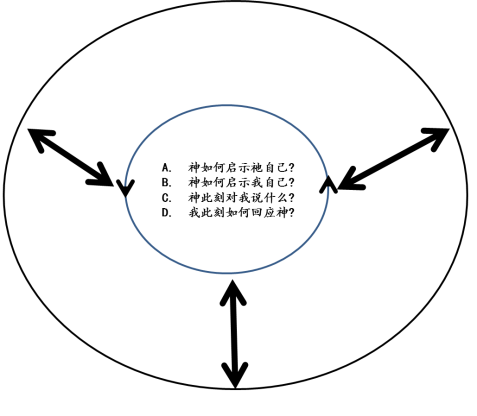 A. 神如何启示祂自己?
B. 神如何启示我自己?
C. 神此刻对我说什么?
D. 我此刻如何回应神?